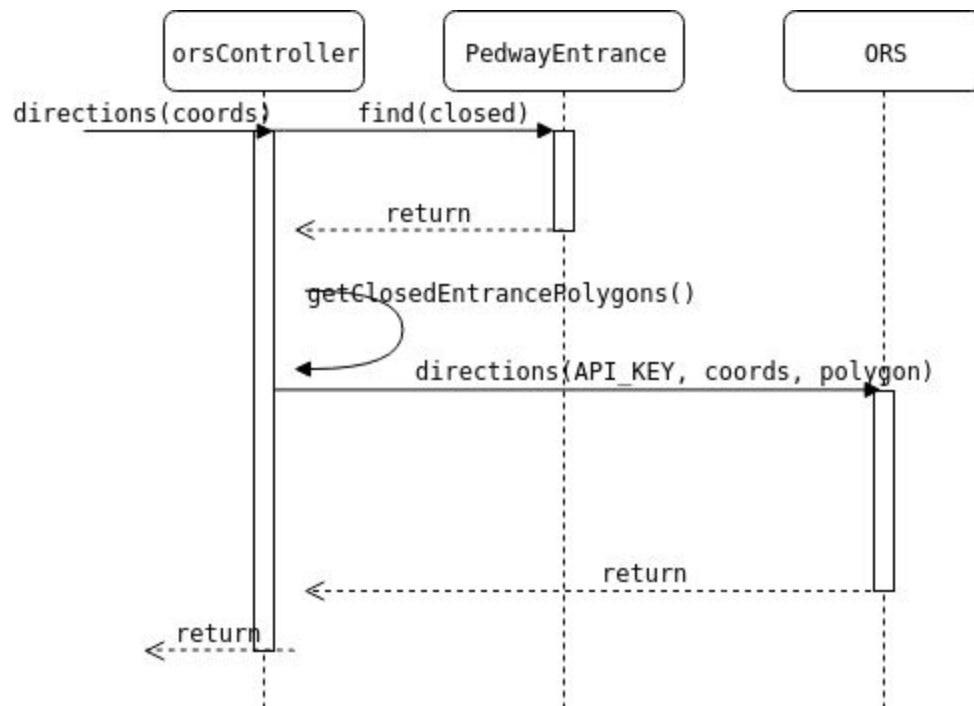 orsController
PedwayEntrance
ORS
directions(coords)
find(closed)
return
getClosedEntrancePolygons()
directions(API_KEY, coords, polygon)
return
return